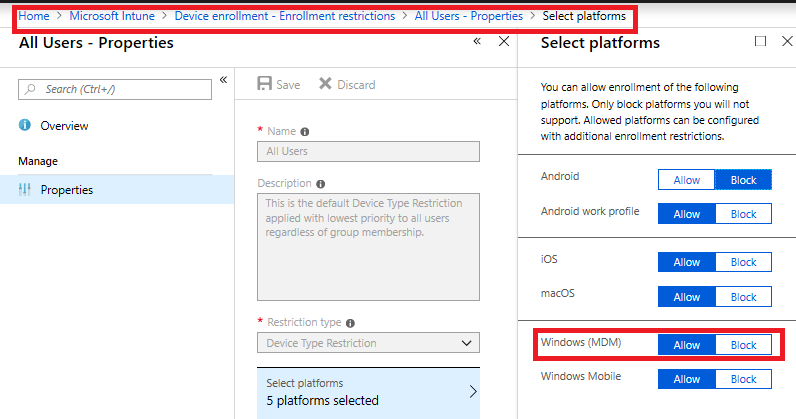 Home > Microsoft Intune > Device enrollment - Enrollment restrictions > All Users - Properties > Select platforms
All Users - Properties
Search (Ctrl+/)
Overview
Manage
Properties
Save Discard
* Name
All Users
Description
This is the default Device Type Restriction
applied with lowest priority to all users
regardless of group membership.
* Restriction type
Device Type Restriction
Select platforms
5 platforms selected
Select platforms
You can allow enrollment of the following
platforms. Only block platforms you will not
support. Allowed platforms can be configured
with additional enrollment restrictions.
Android Allow Block
Android work profile Allow Block
iOS Allow Block
macOS Allow Block
Windows (MDM) Allow Block
Windows Mobile Allow Block